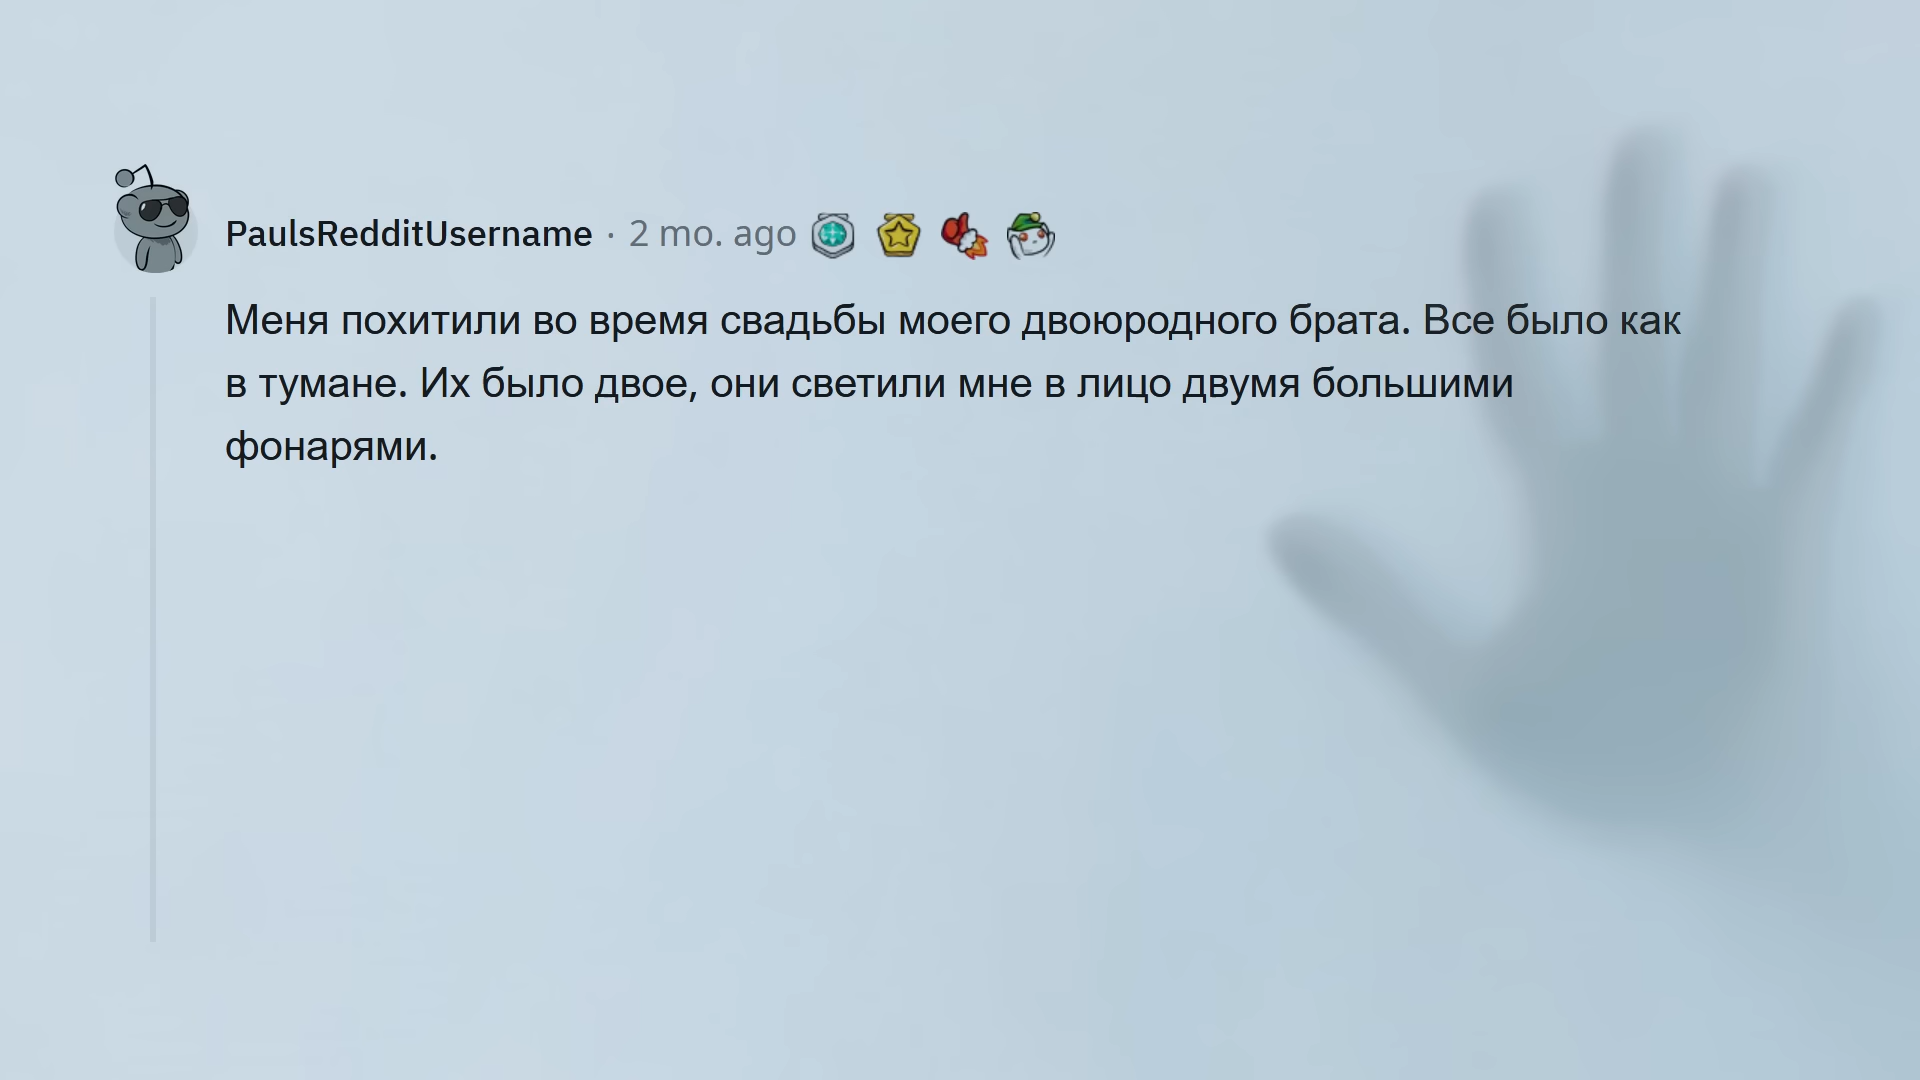 PaulsRedditUsername · 2 mo. ago
Меня похитили во время свадьбы моего двоюродного брата. Все было как
в тумане. Их было двое, они светили мне в лицо двумя большими
фонарями.